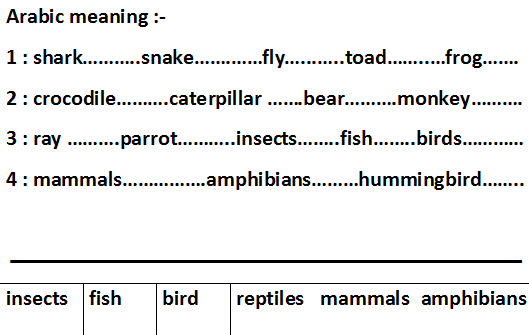 Arabic meaning :-
1 : shark...........snake.............fly...........toad...........frog.......
2 : crocodile..........caterpillar .......bear..........monkey..........
3 : ray ..........parrot...........insects........fish........birds............
4 : mammals................amphibians.........hummingbird........
insects fish bird reptiles mammals amphibians